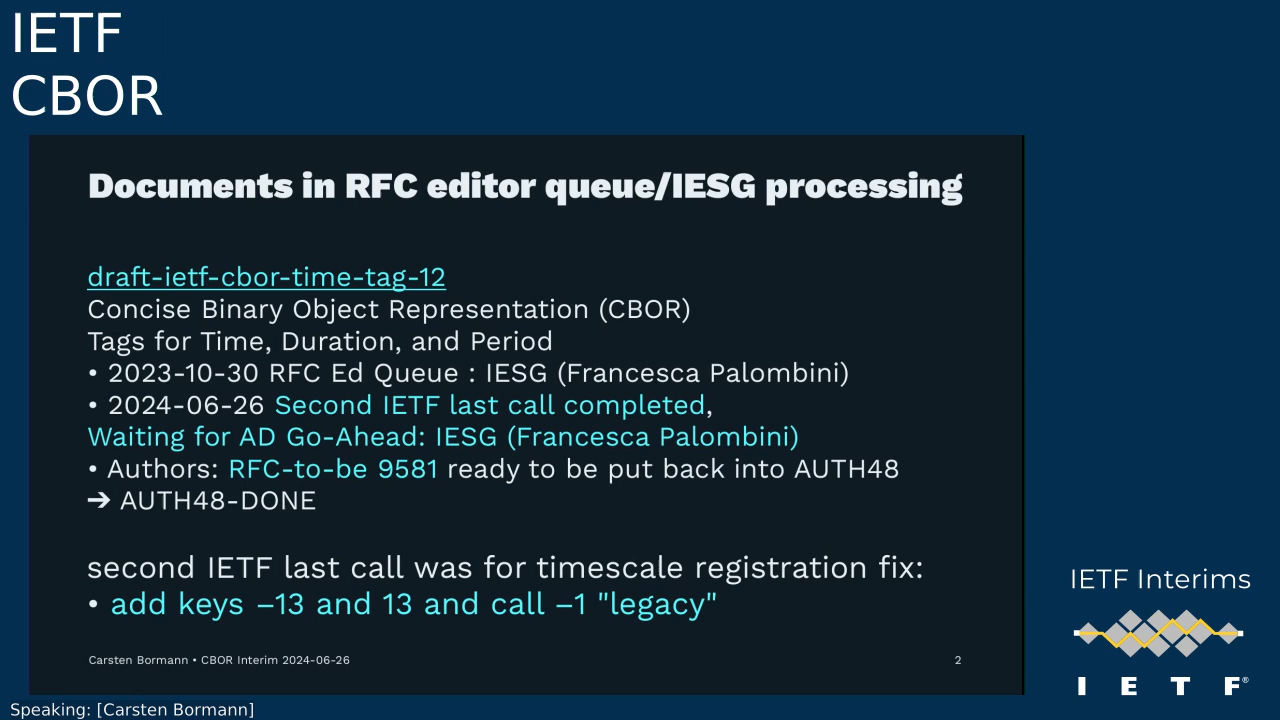 IETF
CBOR
Documents in RFC editor queue/IESG processing
draft-ietf-cbor-time-tag-12
Concise Binary Object Representation (CBOR)
Tags for Time, Duration, and Period
• 2023-10-30 RFC Ed Queue : IESG (Francesca Palombini)
• 2024-06-26 Second IETF last call completed,
Waiting for AD Go-Ahead: IESG (Francesca Palombini)
• Authors: RFC-to-be 9581 ready to be put back into AUTH48
➔ AUTH48-DONE
second IETF last call was for timescale registration fix:
• add keys –13 and 13 and call –1 "legacy"
Carsten Bormann • CBOR Interim 2024-06-26
2
IETF Interims
I E T F®
Speaking: [Carsten Bormann]